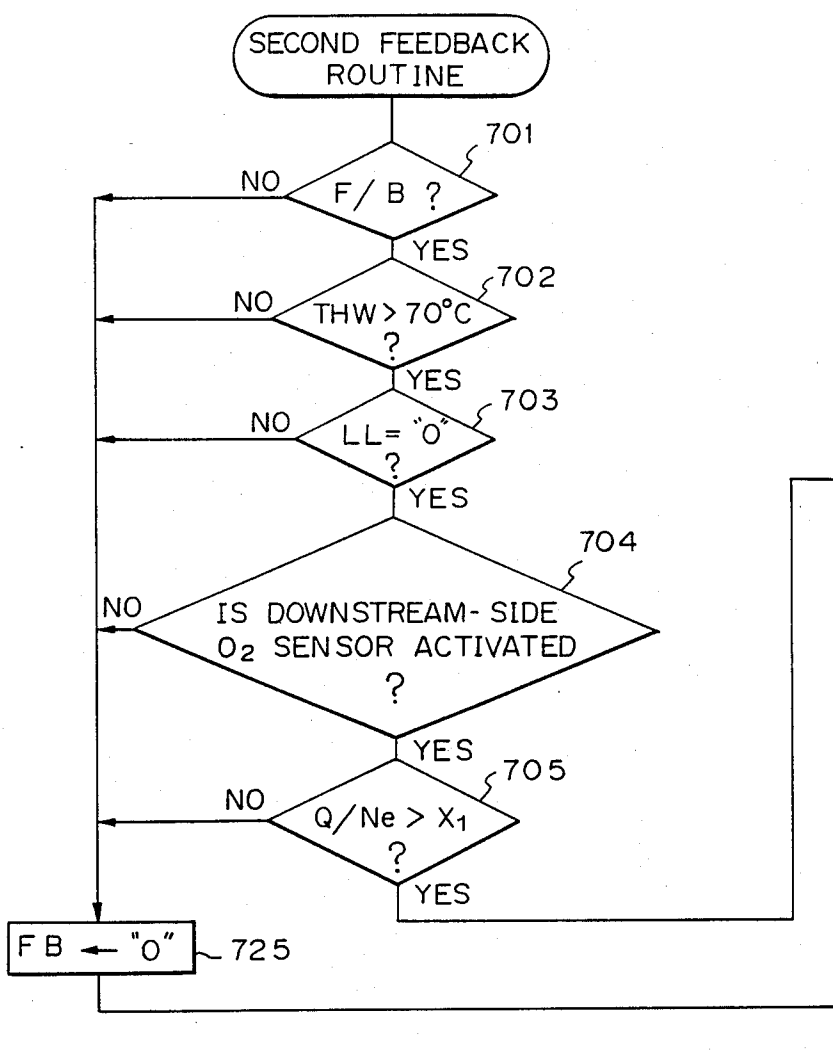 SECOND FEEDBACK
ROUTINE
701
NO
F/B ?
YES
702
NO
THW > 70°C
?
YES
703
NO
LL= "0"
?
YES
704
NO
IS DOWNSTREAM-SIDE
O₂ SENSOR ACTIVATED
?
YES
705
NO
Q/Ne > X₁
?
YES
FB ← "0"
725